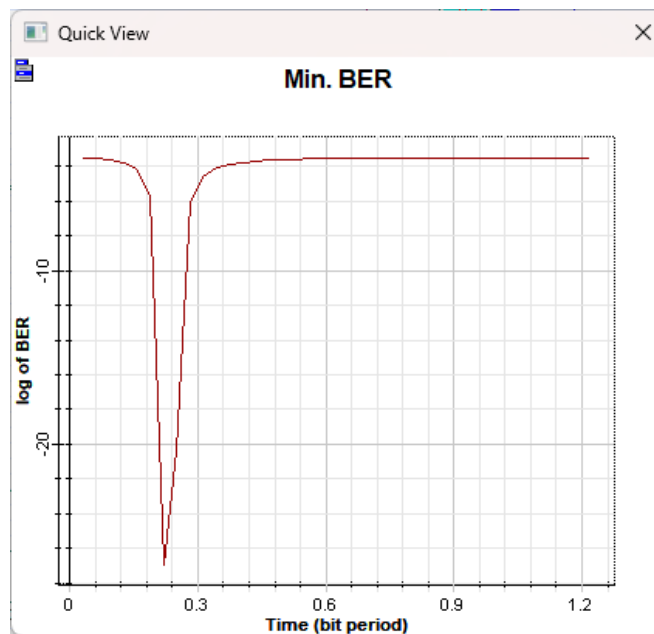 Quick View
Min. BER
log of BER
-10
-20
0 0.3 0.6 0.9 1.2
Time (bit period)